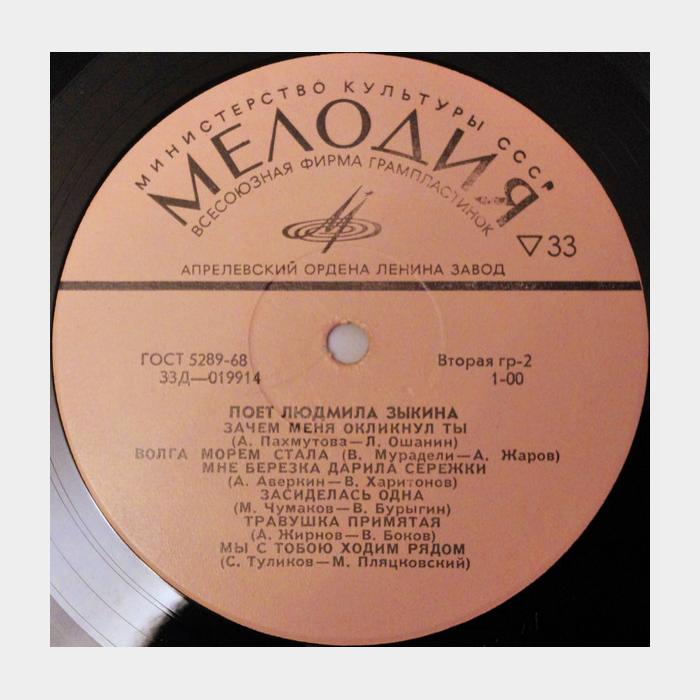 МИНИСТЕРСТВО КУЛЬТУРЫ СССР
МЕЛОДИЯ
ВСЕСОЮЗНАЯ ФИРМА ГРАМПЛАСТИНОК
▽33
АПРЕЛЕВСКИЙ ОРДЕНА ЛЕНИНА ЗАВОД
ГОСТ 5289-68
Вторая гр-2
33Д—019914
1-00
ПОЕТ ЛЮДМИЛА ЗЫКИНА
ЗАЧЕМ МЕНЯ ОКЛИКНУЛ ТЫ
(А. Пахмутова—Л. Ошанин)
ВОЛГА МОРЕМ СТАЛА (В. Мурадели—А. Жаров)
МНЕ БЕРЕЗКА ДАРИЛА СЕРЕЖКИ
(А. Аверкин—В. Харитонов)
ЗАСИДЕЛАСЬ ОДНА
(М. Чумаков—В. Бурыгин)
ТРАВУШКА ПРИМЯТАЯ
(А. Жирнов—В. Боков)
МЫ С ТОБОЮ ХОДИМ РЯДОМ
(С. Туликов—М. Пляцковский)